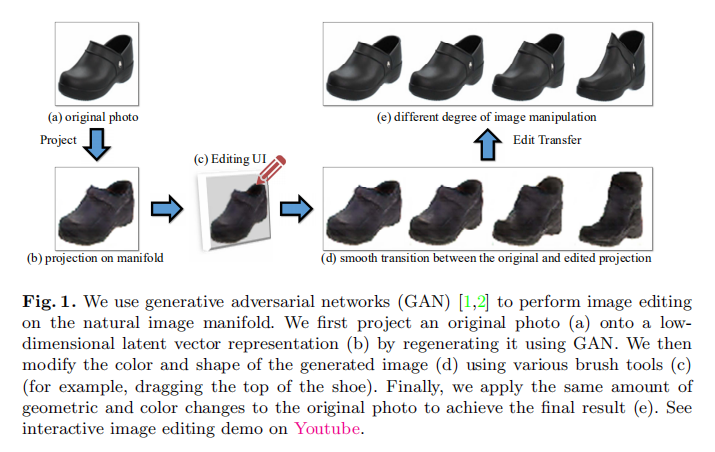 (a) original photo
(e) different degree of image manipulation
Project
Edit Transfer
(c) Editing UI
(b) projection on manifold
(d) smooth transition between the original and edited projection
Fig. 1. We use generative adversarial networks (GAN) [1,2] to perform image editing
on the natural image manifold. We first project an original photo (a) onto a low-
dimensional latent vector representation (b) by regenerating it using GAN. We then
modify the color and shape of the generated image (d) using various brush tools (c)
(for example, dragging the top of the shoe). Finally, we apply the same amount of
geometric and color changes to the original photo to achieve the final result (e). See
interactive image editing demo on Youtube.